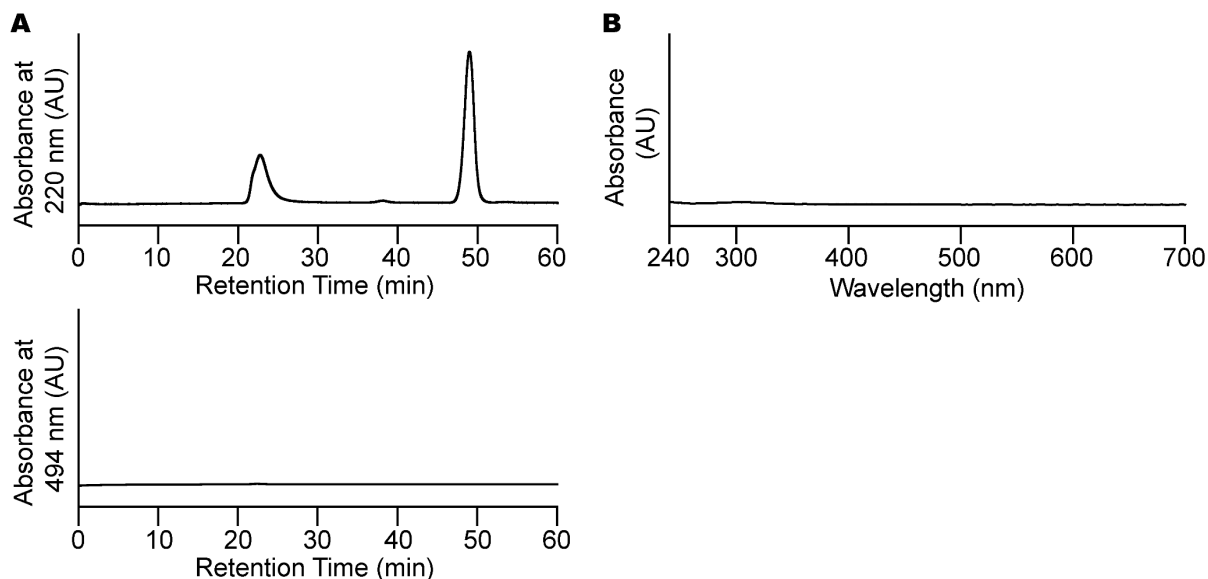 A
Absorbance at
220 nm (AU)
0 10 20 30 40 50 60
Retention Time (min)
Absorbance at
494 nm (AU)
0 10 20 30 40 50 60
Retention Time (min)
B
Absorbance
(AU)
240 300 400 500 600 700
Wavelength (nm)